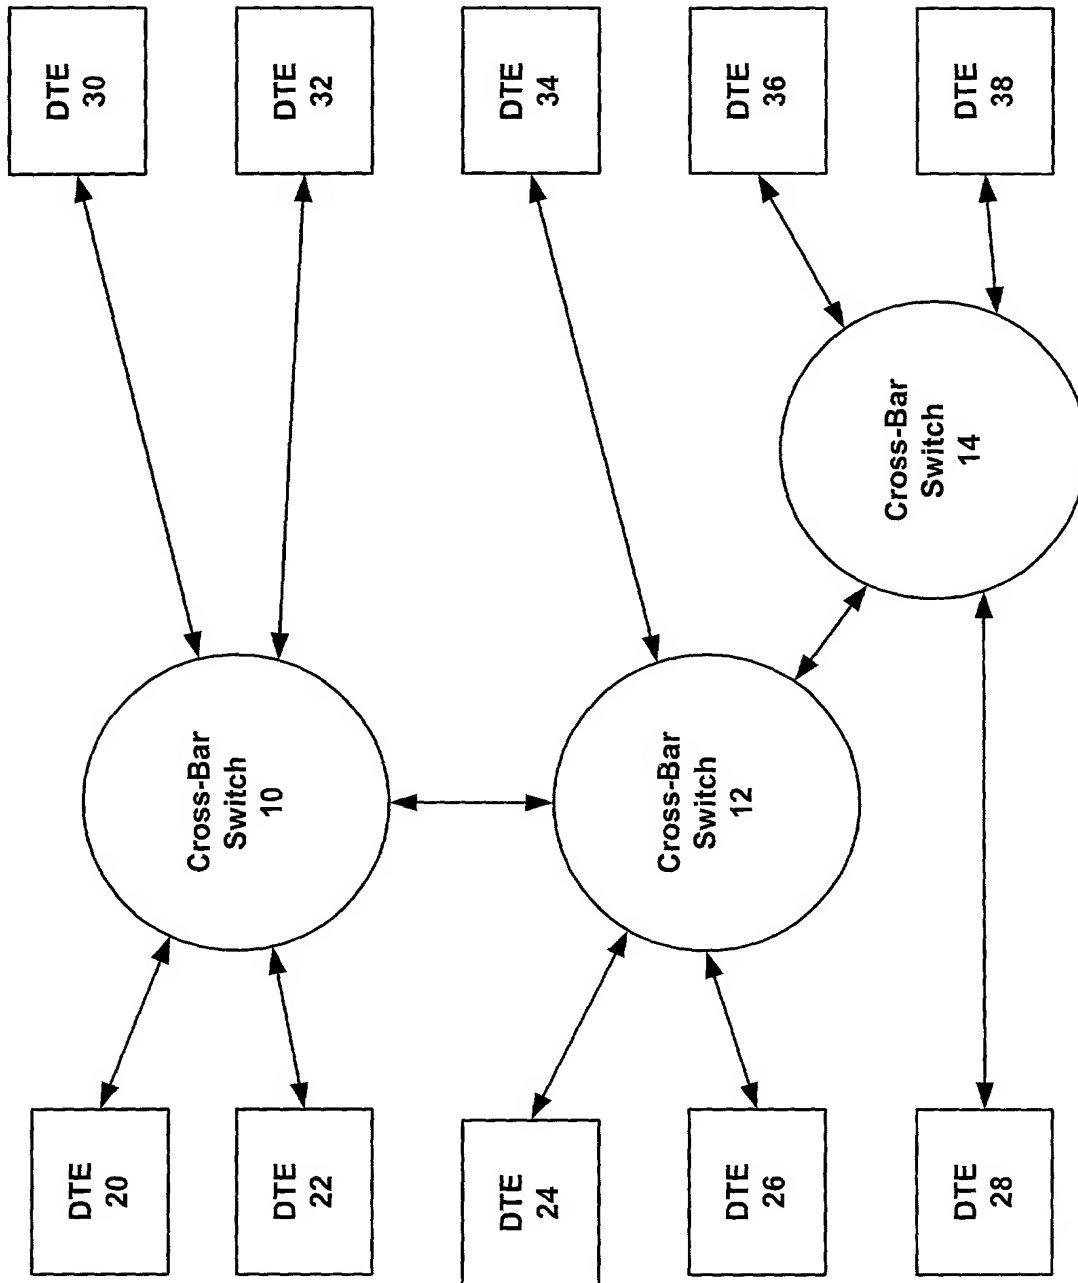 DTE
20
DTE
30
Cross-Bar
Switch
10
DTE
22
DTE
32
DTE
24
DTE
34
Cross-Bar
Switch
12
DTE
26
DTE
36
Cross-Bar
Switch
14
DTE
28
DTE
38